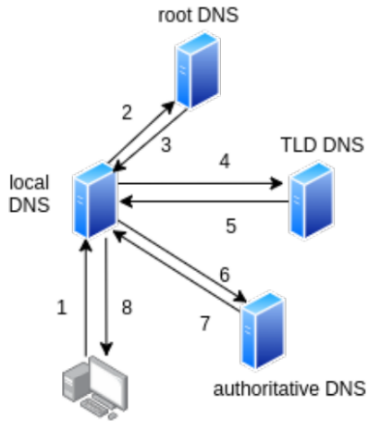 root DNS
2
3
4
TLD DNS
local
DNS
5
6
7
1
8
authoritative DNS